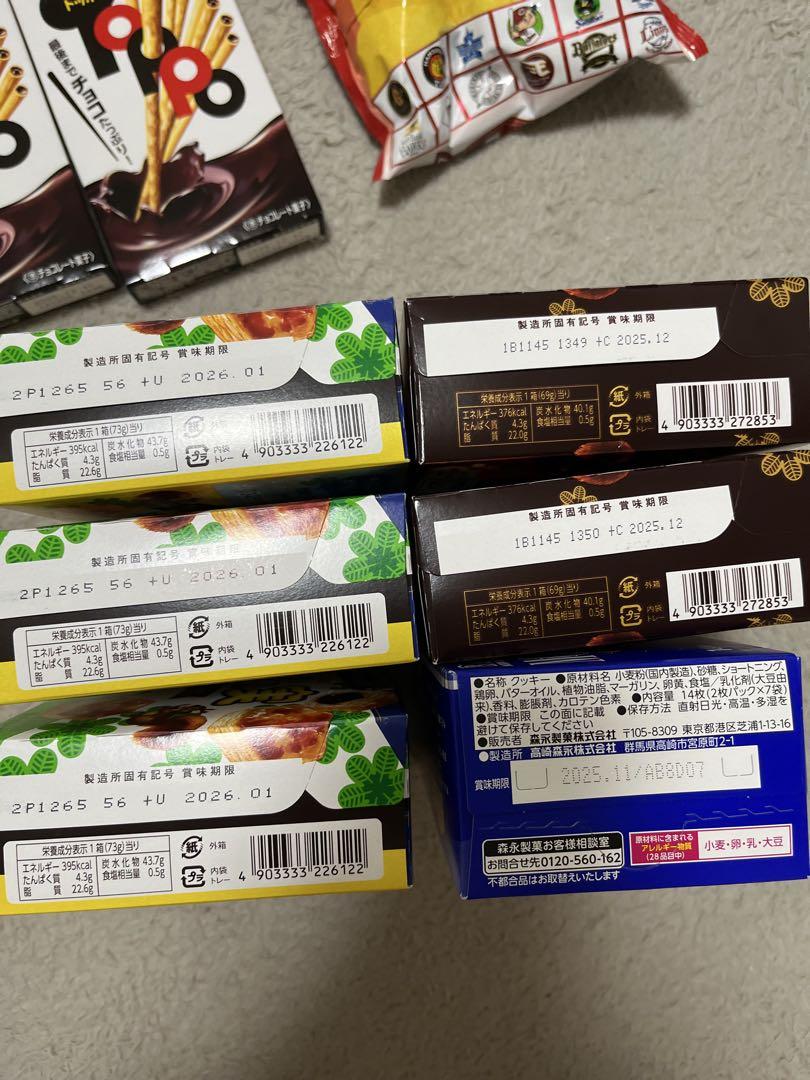 Toppo
最後までチョコたっぷり!
《準チョコレート菓子》
《準チョコレート菓子》
Buffaloes
Lions
製造所固有記号 賞味期限
2P1265 56 +U 2026.01
栄養成分表示1箱(73g)当り
エネルギー 395kcal 炭水化物 43.7g
たんぱく質 4.3g 食塩相当量 0.5g
脂質 22.6g
紙 外箱
プラ 内袋 トレー
4 903333 226122
製造所固有記号 賞味期限
1B1145 1349 +C 2025.12
栄養成分表示1箱(69g)当り
エネルギー 376kcal 炭水化物 40.1g
たんぱく質 4.3g 食塩相当量 0.5g
脂質 22.0g
紙 外箱
プラ 内袋 トレー
4 903333 272853
製造所固有記号 賞味期限
2P1265 56 +U 2026.01
栄養成分表示1箱(73g)当り
エネルギー 395kcal 炭水化物 43.7g
たんぱく質 4.3g 食塩相当量 0.5g
脂質 22.6g
紙 外箱
プラ 内袋 トレー
4 903333 226122
製造所固有記号 賞味期限
1B1145 1350 +C 2025.12
栄養成分表示1箱(69g)当り
エネルギー 376kcal 炭水化物 40.1g
たんぱく質 4.3g 食塩相当量 0.5g
脂質 22.0g
紙 外箱
プラ 内袋 トレー
4 903333 272853
製造所固有記号 賞味期限
2P1265 56 +U 2026.01
栄養成分表示1箱(73g)当り
エネルギー 395kcal 炭水化物 43.7g
たんぱく質 4.3g 食塩相当量 0.5g
脂質 22.6g
紙 外箱
プラ 内袋 トレー
4 903333 226122
●名称 クッキー ●原材料名 小麦粉(国内製造)、砂糖、ショートニング、
鶏卵、バターオイル、植物油脂、マーガリン、卵黄、食塩/乳化剤(大豆由
来)、香料、膨脹剤、カロテン色素 ●内容量 14枚(2枚パック×7袋)
●賞味期限 この面に記載 ●保存方法 直射日光・高温・多湿を
避けて保存してください
●販売者 森永製菓株式会社 〒105-8309 東京都港区芝浦1-13-16
●製造所 高崎森永株式会社 群馬県高崎市宮原町2-1
賞味期限 2025.11/AB8D07
森永製菓お客様相談室
お問合せ先0120-560-162
不都合品はお取替えいたします
原材料に含まれる
アレルギー物質
(28品目中)
小麦・卵・乳・大豆